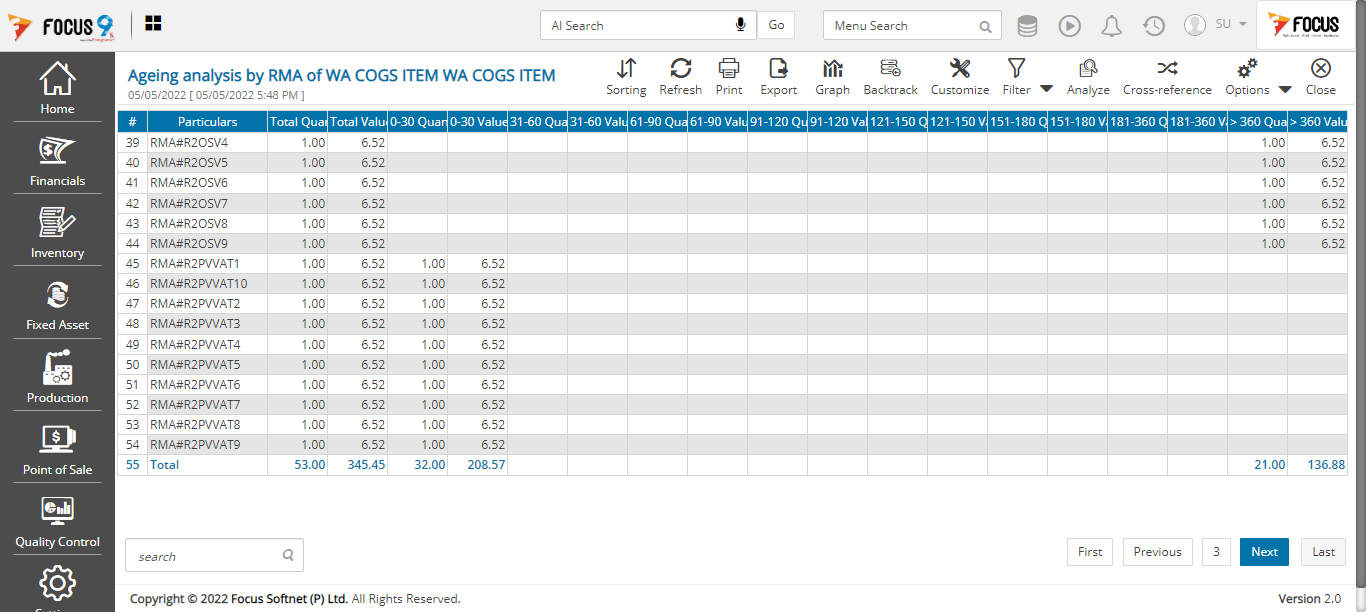 FOCUS 9
AI Search
Go
Menu Search
SU
FOCUS
Home
Financials
Inventory
Fixed Asset
Production
Point of Sale
Quality Control
Ageing analysis by RMA of WA COGS ITEM WA COGS ITEM
05/05/2022 [ 05/05/2022 5:48 PM ]
Sorting Refresh Print Export Graph Backtrack Customize Filter Analyze Cross-reference Options Close
# Particulars Total Quan Total Value 0-30 Quan 0-30 Value 31-60 Qua 31-60 Valu 61-90 Qua 61-90 Valu 91-120 Qu 91-120 Val 121-150 Q 121-150 V 151-180 Q 151-180 V 181-360 Q 181-360 V > 360 Qua > 360 Valu
39 RMA#R2OSV4 1.00 6.52 1.00 6.52
40 RMA#R2OSV5 1.00 6.52 1.00 6.52
41 RMA#R2OSV6 1.00 6.52 1.00 6.52
42 RMA#R2OSV7 1.00 6.52 1.00 6.52
43 RMA#R2OSV8 1.00 6.52 1.00 6.52
44 RMA#R2OSV9 1.00 6.52 1.00 6.52
45 RMA#R2PVVAT1 1.00 6.52 1.00 6.52
46 RMA#R2PVVAT10 1.00 6.52 1.00 6.52
47 RMA#R2PVVAT2 1.00 6.52 1.00 6.52
48 RMA#R2PVVAT3 1.00 6.52 1.00 6.52
49 RMA#R2PVVAT4 1.00 6.52 1.00 6.52
50 RMA#R2PVVAT5 1.00 6.52 1.00 6.52
51 RMA#R2PVVAT6 1.00 6.52 1.00 6.52
52 RMA#R2PVVAT7 1.00 6.52 1.00 6.52
53 RMA#R2PVVAT8 1.00 6.52 1.00 6.52
54 RMA#R2PVVAT9 1.00 6.52 1.00 6.52
55 Total 53.00 345.45 32.00 208.57 21.00 136.88
search
First Previous 3 Next Last
Copyright © 2022 Focus Softnet (P) Ltd. All Rights Reserved.
Version 2.0